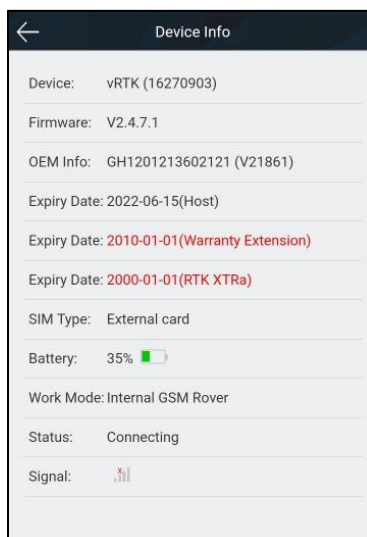 Device Info
Device: vRTK (16270903)
Firmware: V2.4.7.1
OEM Info: GH1201213602121 (V21861)
Expiry Date: 2022-06-15(Host)
Expiry Date: 2010-01-01(Warranty Extension)
Expiry Date: 2000-01-01(RTK XTRa)
SIM Type: External card
Battery: 35%
Work Mode: Internal GSM Rover
Status: Connecting
Signal: